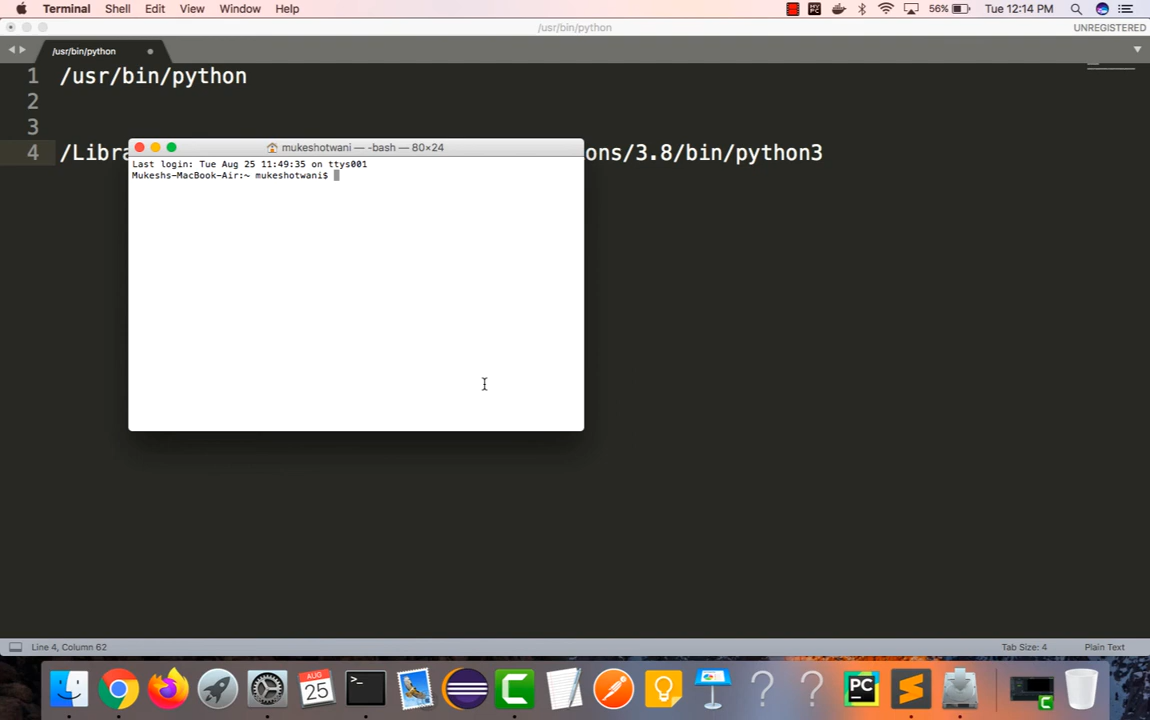 Terminal Shell Edit View Window Help 56% Tue 12:14 PM
/usr/bin/python UNREGISTERED
/usr/bin/python
1 /usr/bin/python
2
3
4 /Libra ons/3.8/bin/python3
mukeshotwani — -bash — 80×24
Last login: Tue Aug 25 11:49:35 on ttys001
Mukeshs-MacBook-Air:~ mukeshotwani$
Line 4, Column 62 Tab Size: 4 Plain Text
AUG
25
>_
C
? ?
PC